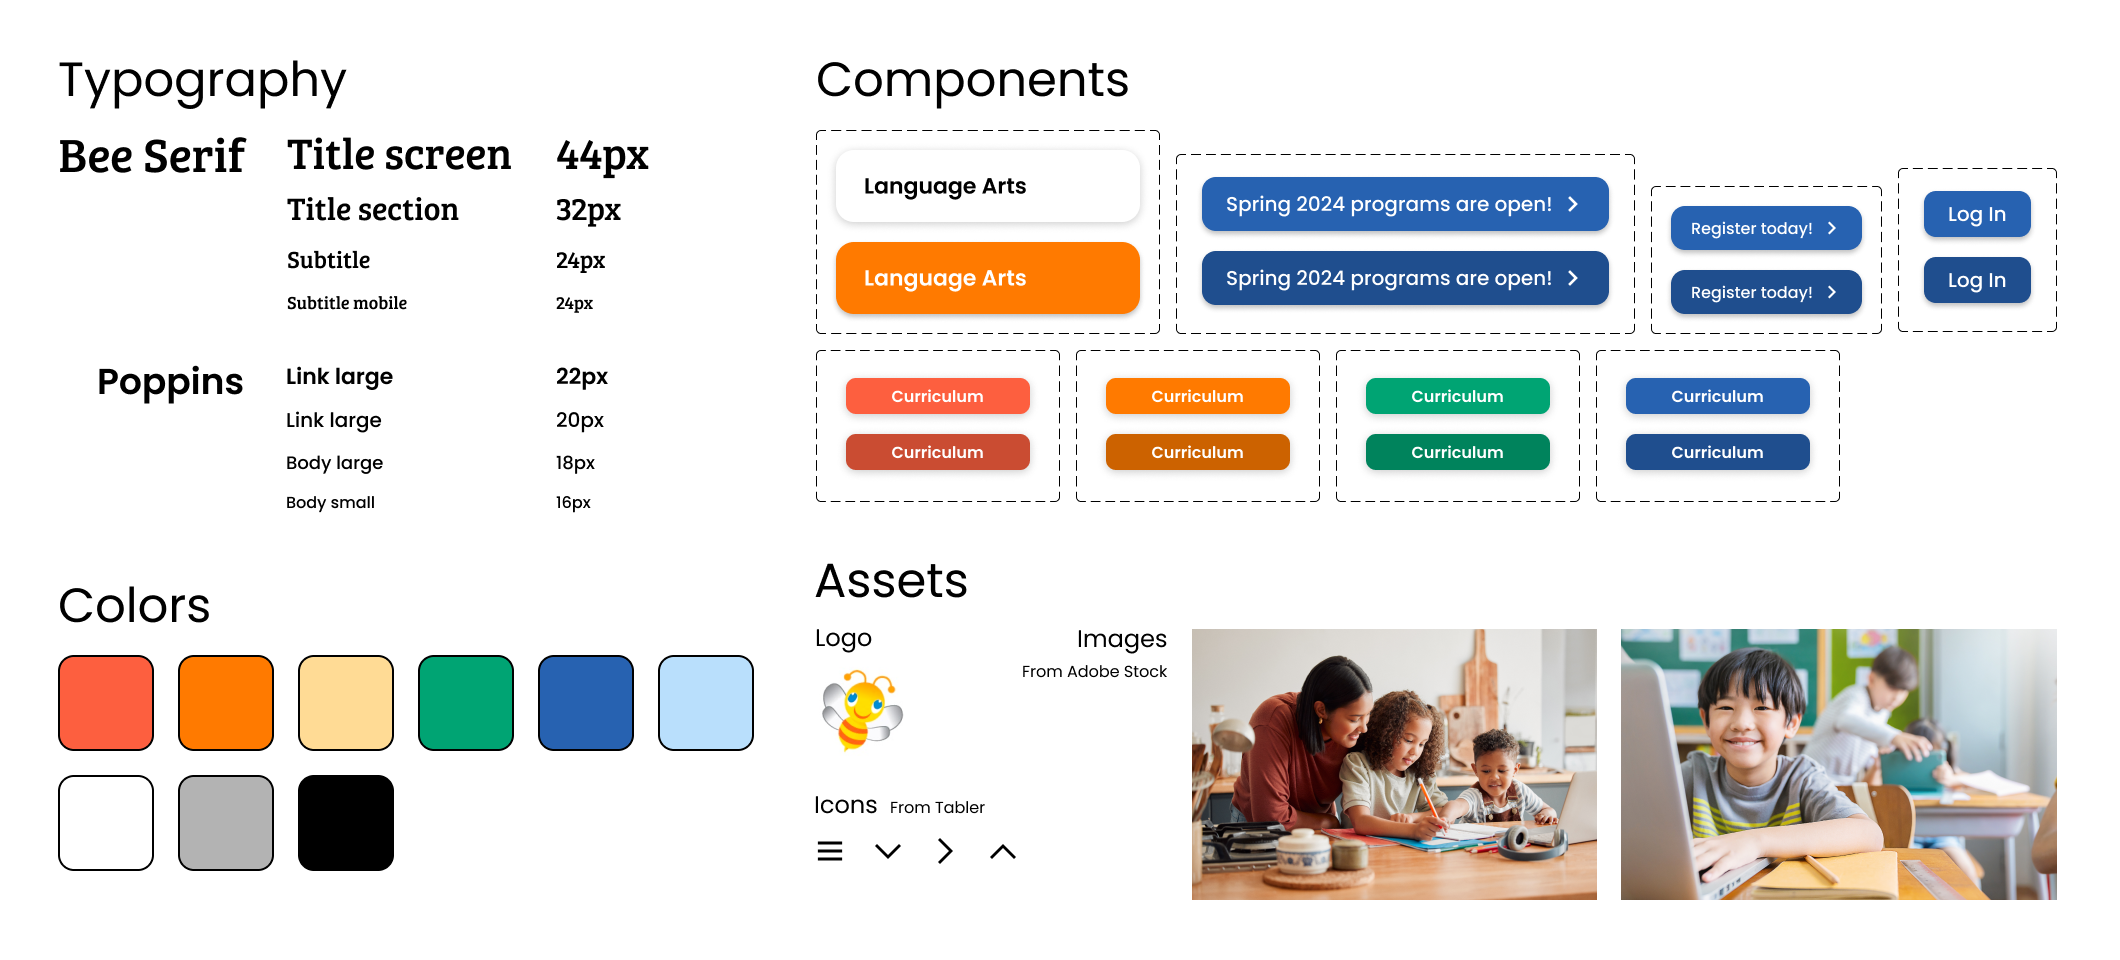 Typography
Bee Serif Title screen 44px
Title section 32px
Subtitle 24px
Subtitle mobile 24px
Poppins Link large 22px
Link large 20px
Body large 18px
Body small 16px
Colors
Components
Language Arts
Language Arts
Spring 2024 programs are open!
Spring 2024 programs are open!
Register today!
Register today!
Log In
Log In
Curriculum
Curriculum
Curriculum
Curriculum
Curriculum
Curriculum
Curriculum
Curriculum
Assets
Logo
Images
From Adobe Stock
Icons From Tabler